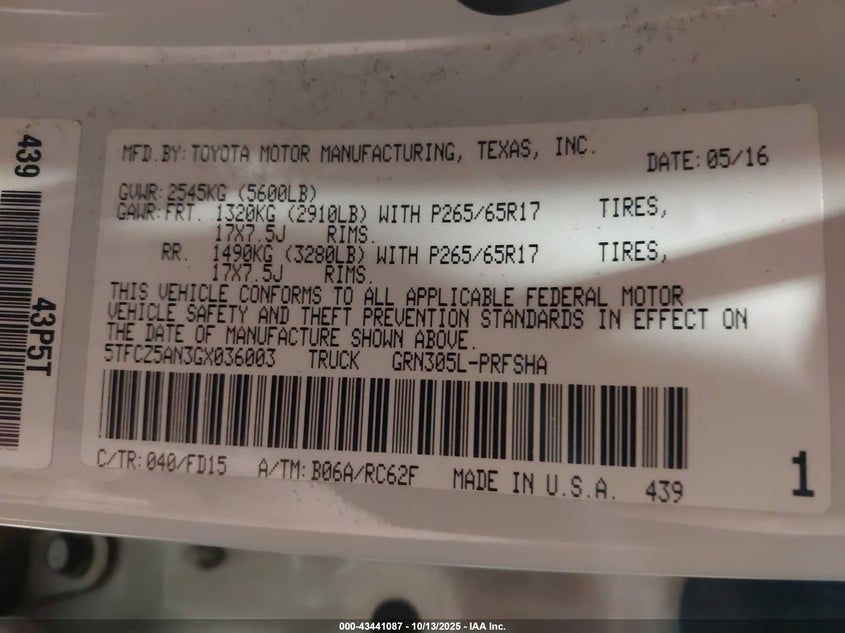 MFD.BY: TOYOTA MOTOR MANUFACTURING, TEXAS, INC. DATE: 05/16
GVWR: 2545KG (5600LB)
GAWR: FRT. 1320KG (2910LB) WITH P265/65R17 TIRES,
17X7.5J RIMS.
RR. 1490KG (3280LB) WITH P265/65R17 TIRES,
17X7.5J RIMS.
THIS VEHICLE CONFORMS TO ALL APPLICABLE FEDERAL MOTOR
VEHICLE SAFETY AND THEFT PREVENTION STANDARDS IN EFFECT ON
THE DATE OF MANUFACTURE SHOWN ABOVE.
5TFCZ5AN3GX036003 TRUCK GRN305L-PRFSHA
C/TR: 040/FD15 A/TM: B06A/RC62F MADE IN U.S.A. 439
1
439
43P5T
000-43441087 - 10/13/2025 - IAA Inc.